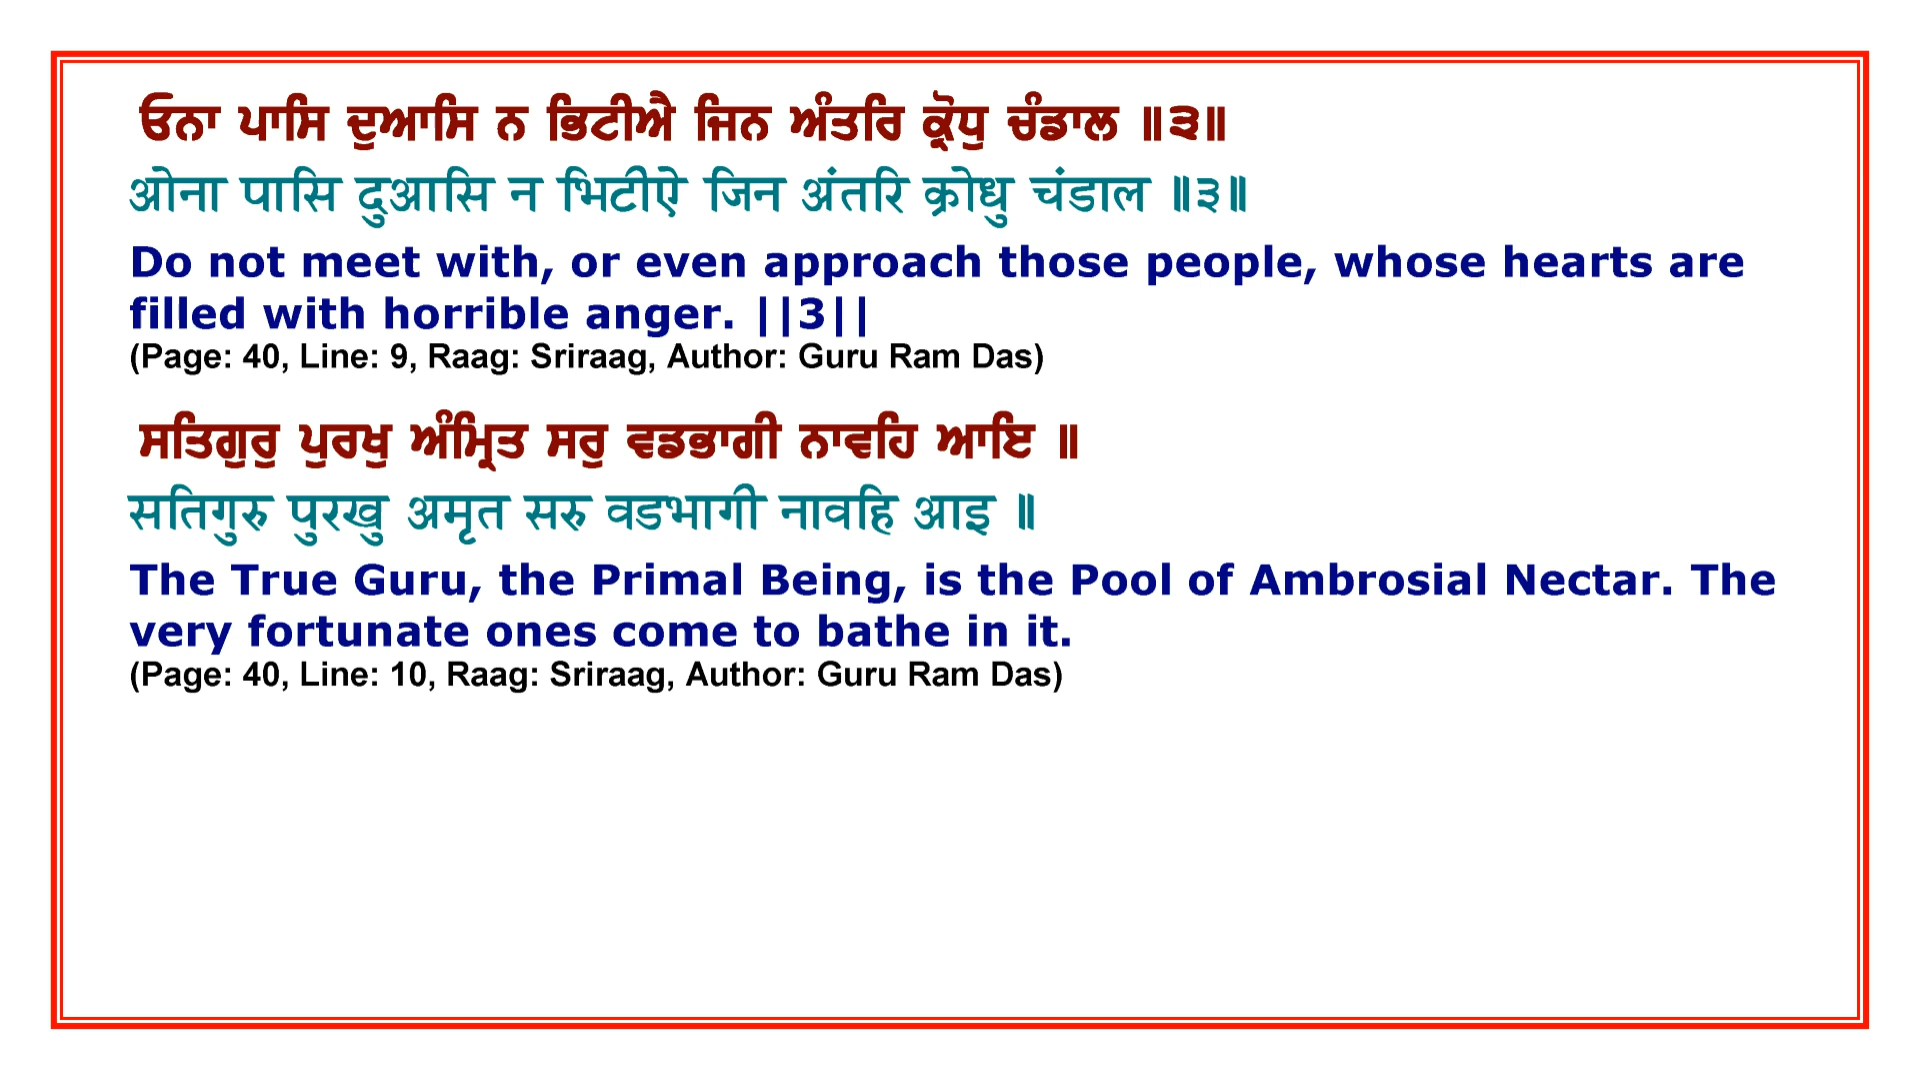 ਓਨਾ ਪਾਸਿ ਦੁਆਸਿ ਨ ਭਿਟੀਐ ਜਿਨ ਅੰਤਰਿ ਕ੍ਰੋਧੁ ਚੰਡਾਲ ॥੩॥
ओना पासि दुआसि न भिटीऐ जिन अंतरि क्रोधु चंडाल ॥३॥
Do not meet with, or even approach those people, whose hearts are
filled with horrible anger. ||3||
(Page: 40, Line: 9, Raag: Sriraag, Author: Guru Ram Das)
ਸਤਿਗੁਰੁ ਪੁਰਖੁ ਅੰਮ੍ਰਿਤ ਸਰੁ ਵਡਭਾਗੀ ਨਾਵਹਿ ਆਇ ॥
सतिगुरु पुरखु अमृत सरु वडभागी नावहि आइ ॥
The True Guru, the Primal Being, is the Pool of Ambrosial Nectar. The
very fortunate ones come to bathe in it.
(Page: 40, Line: 10, Raag: Sriraag, Author: Guru Ram Das)